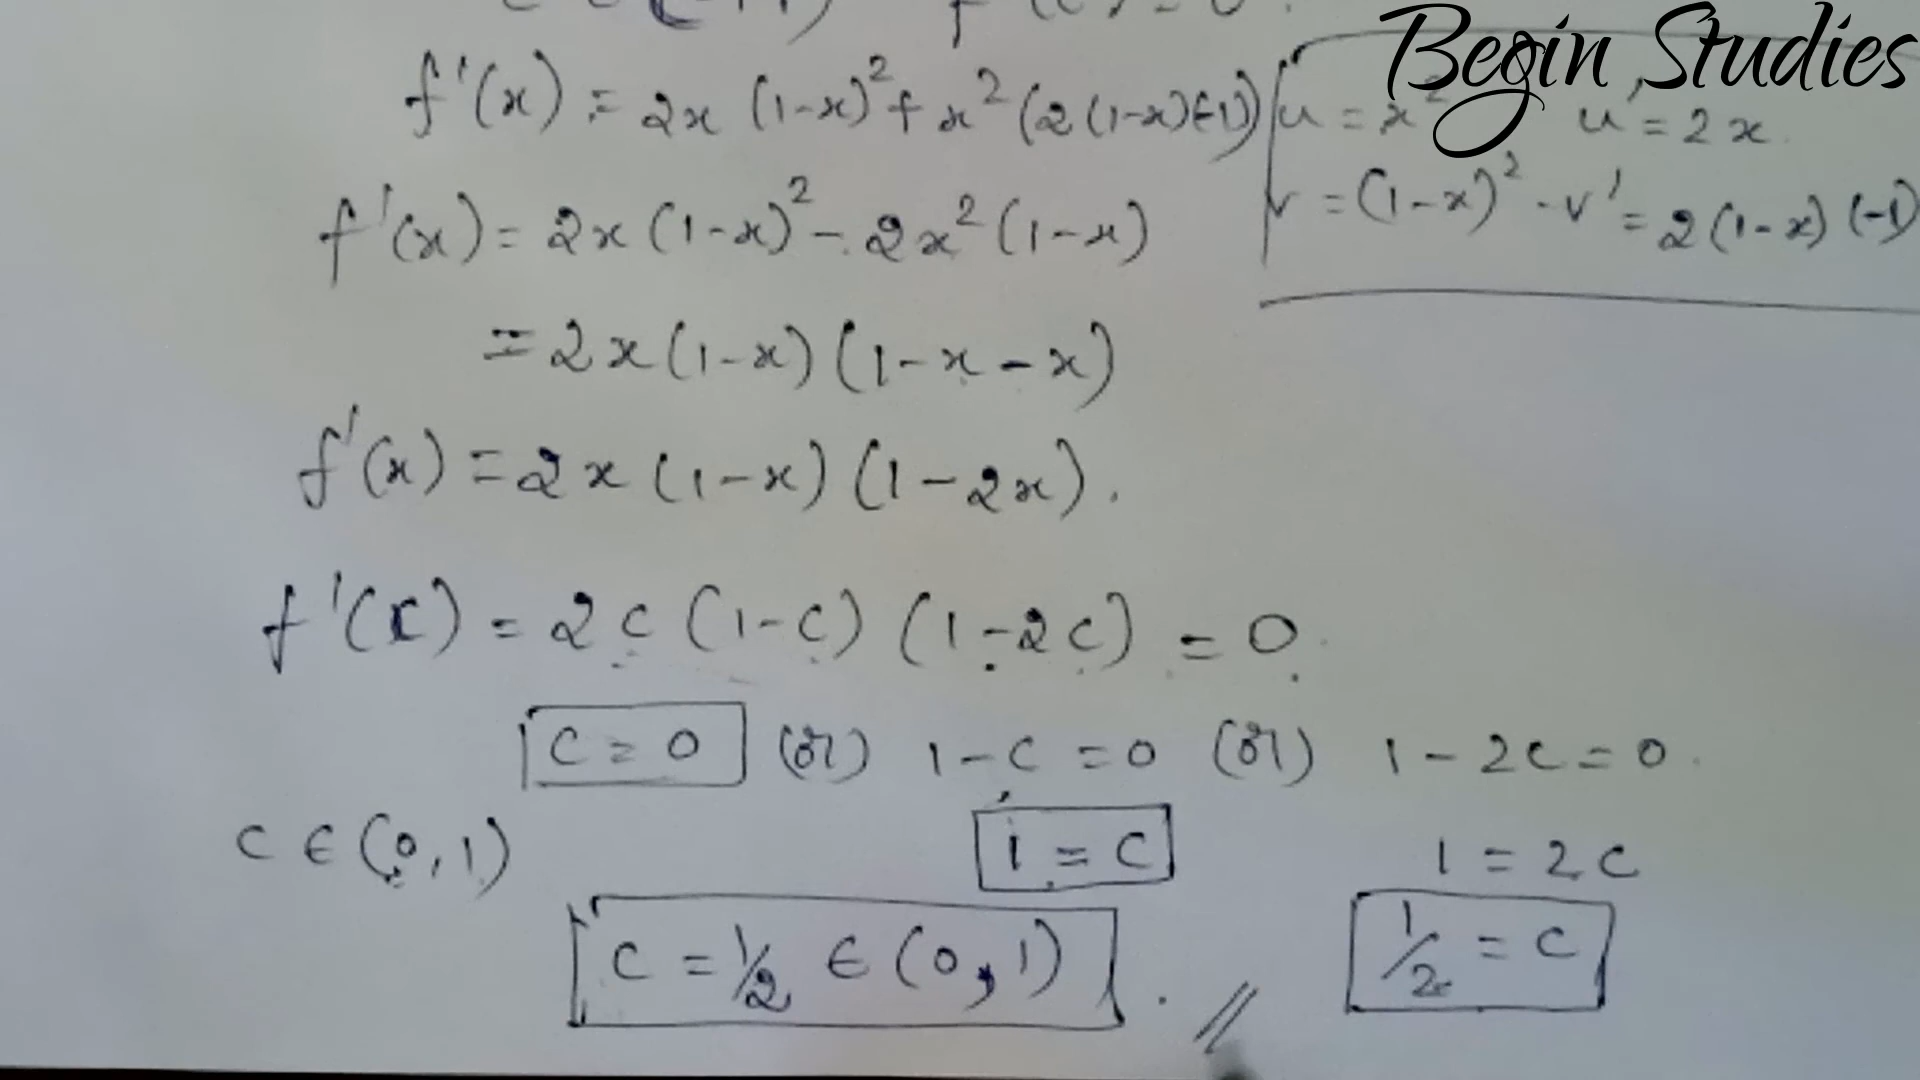 Begin Studies
f'(x) = 2x (1-x)² + x² (2(1-x)(-1))
u = x² u' = 2x.
v = (1-x)² - v' = 2(1-x) (-1)
f'(x) = 2x (1-x)² - 2x² (1-x)
= 2x (1-x) (1-x-x)
f'(x) = 2x (1-x) (1-2x).
f'(c) = 2c (1-c) (1-2c) = 0.
c = 0 (or) 1-c = 0 (or) 1-2c = 0.
c ∈ (0,1) 1 = c 1 = 2c
c = 1/2 ∈ (0,1). // 1/2 = c